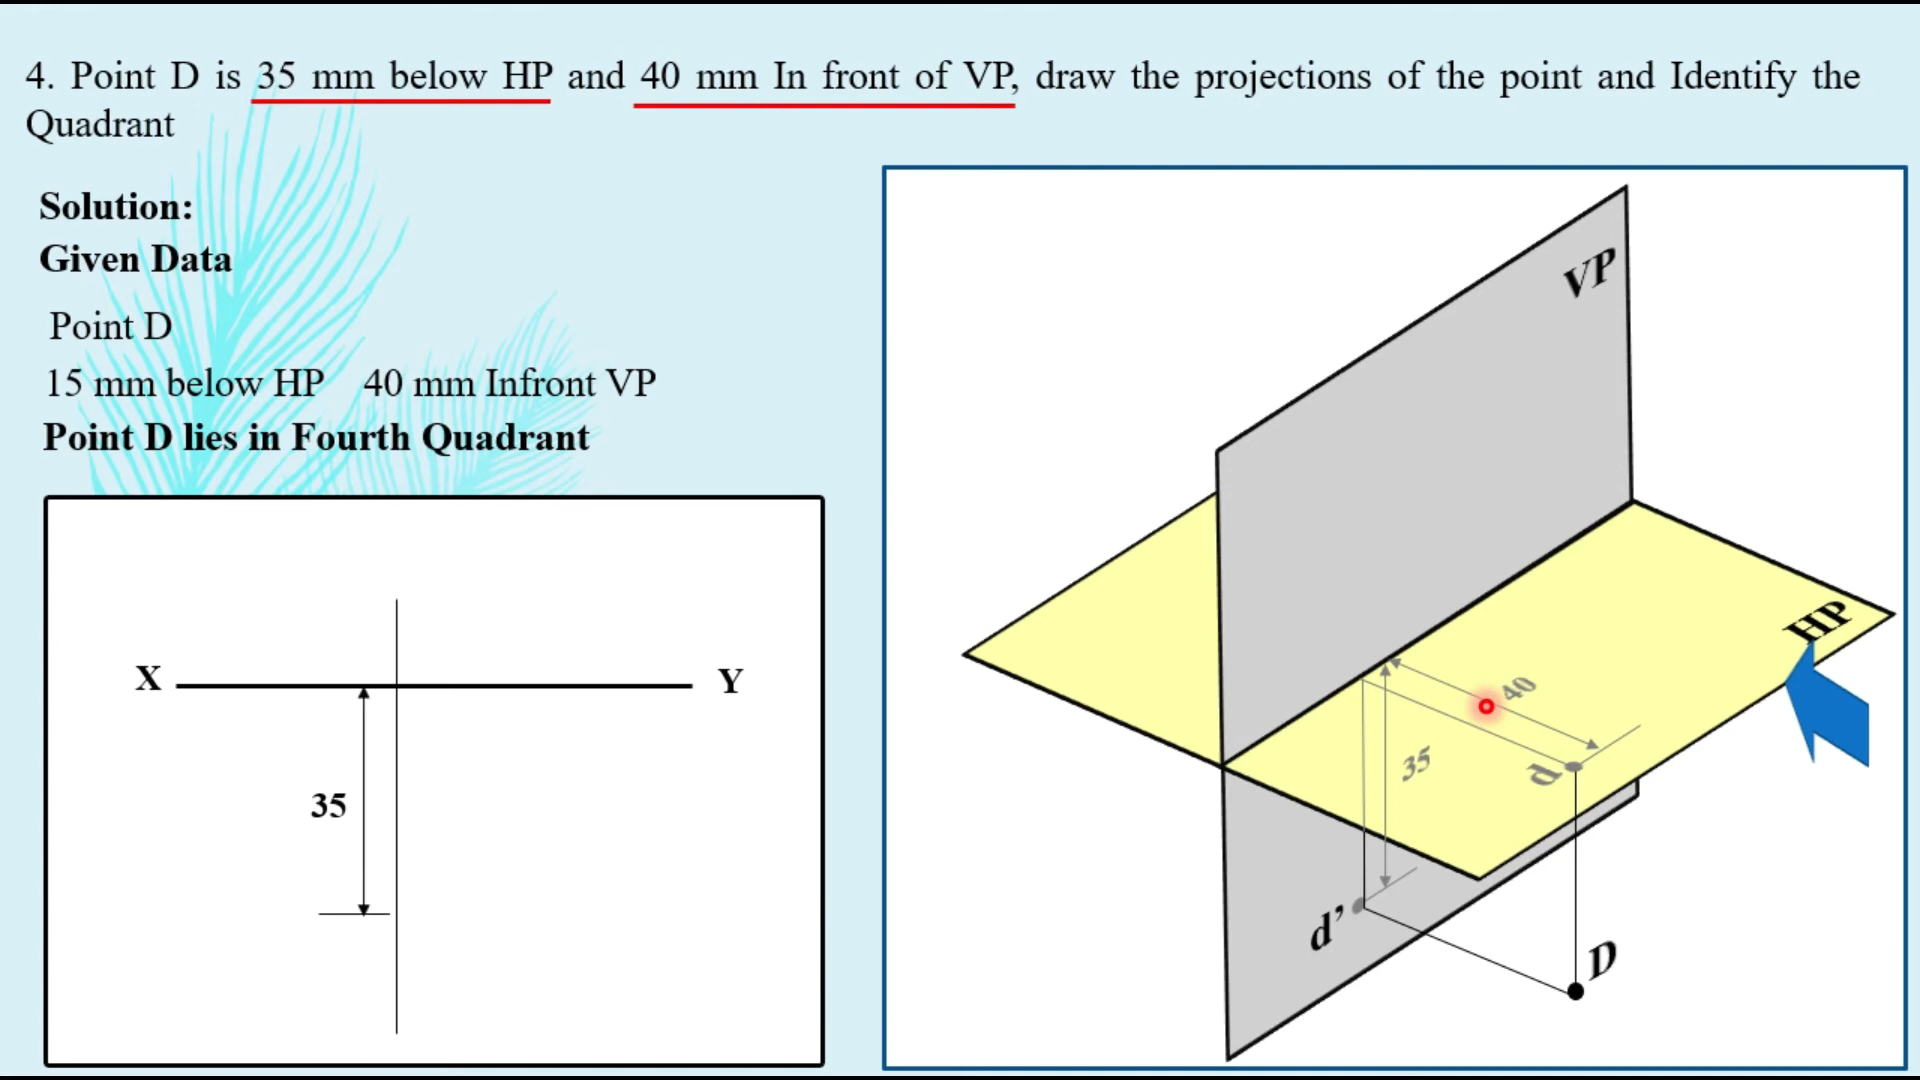 4. Point D is 35 mm below HP and 40 mm In front of VP, draw the projections of the point and Identify the
Quadrant
Solution:
Given Data
Point D
15 mm below HP 40 mm Infront VP
Point D lies in Fourth Quadrant
X Y
35
VP
HP
40
35
d
d’
D